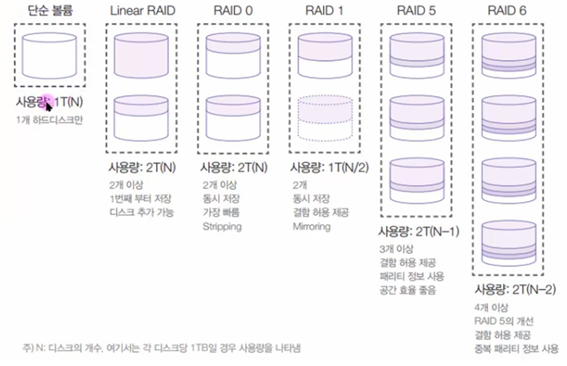 단순 볼륨
사용량: 1T(N)
1개 하드디스크만
Linear RAID
사용량: 2T(N)
2개 이상
1번째 부터 저장
디스크 추가 가능
RAID 0
사용량: 2T(N)
2개 이상
동시 저장
가장 빠름
Stripping
RAID 1
사용량: 1T(N/2)
2개
동시 저장
결함 허용 제공
Mirroring
RAID 5
사용량: 2T(N-1)
3개 이상
결함 허용 제공
패리티 정보 사용
공간 효율 좋음
RAID 6
사용량: 2T(N-2)
4개 이상
RAID 5의 개선
결함 허용 제공
중복 패리티 정보 사용
주) N: 디스크의 개수, 여기서는 각 디스크당 1TB일 경우 사용량을 나타냄